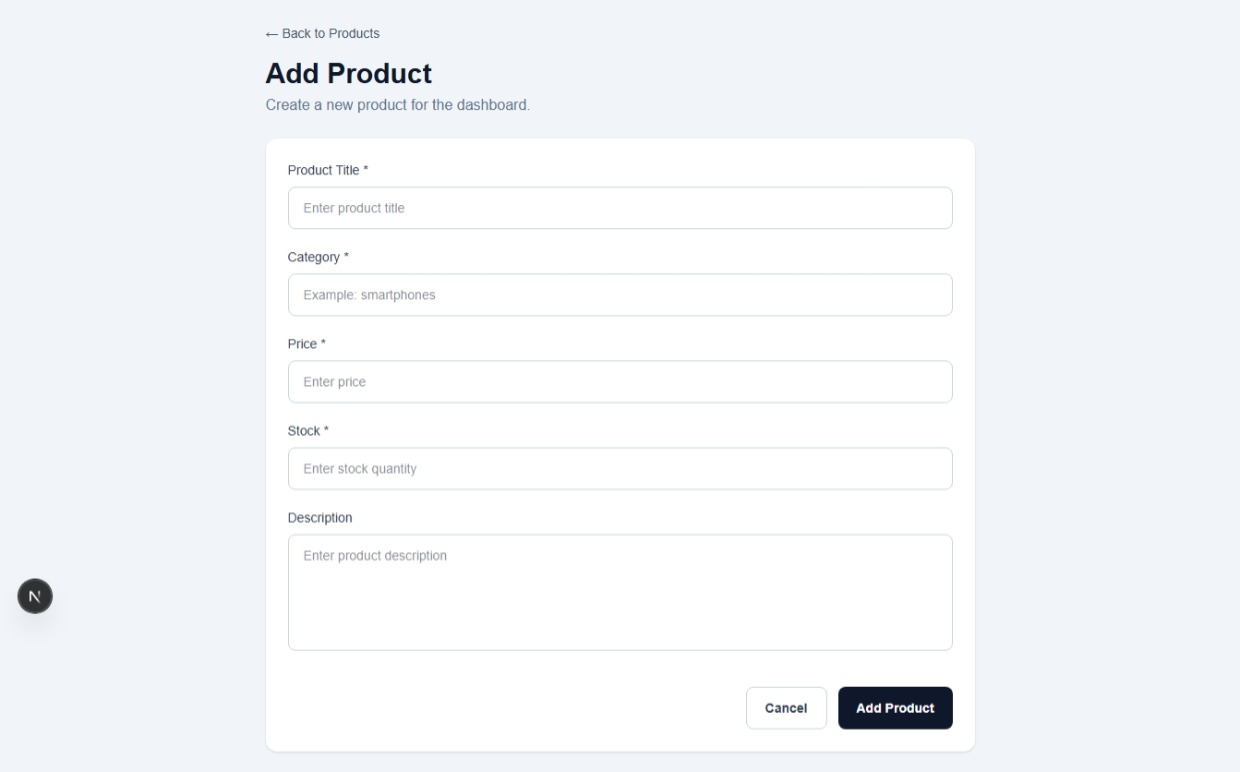 ← Back to Products
Add Product
Create a new product for the dashboard.
Product Title *
Enter product title
Category *
Example: smartphones
Price *
Enter price
Stock *
Enter stock quantity
Description
Enter product description
N
Cancel
Add Product